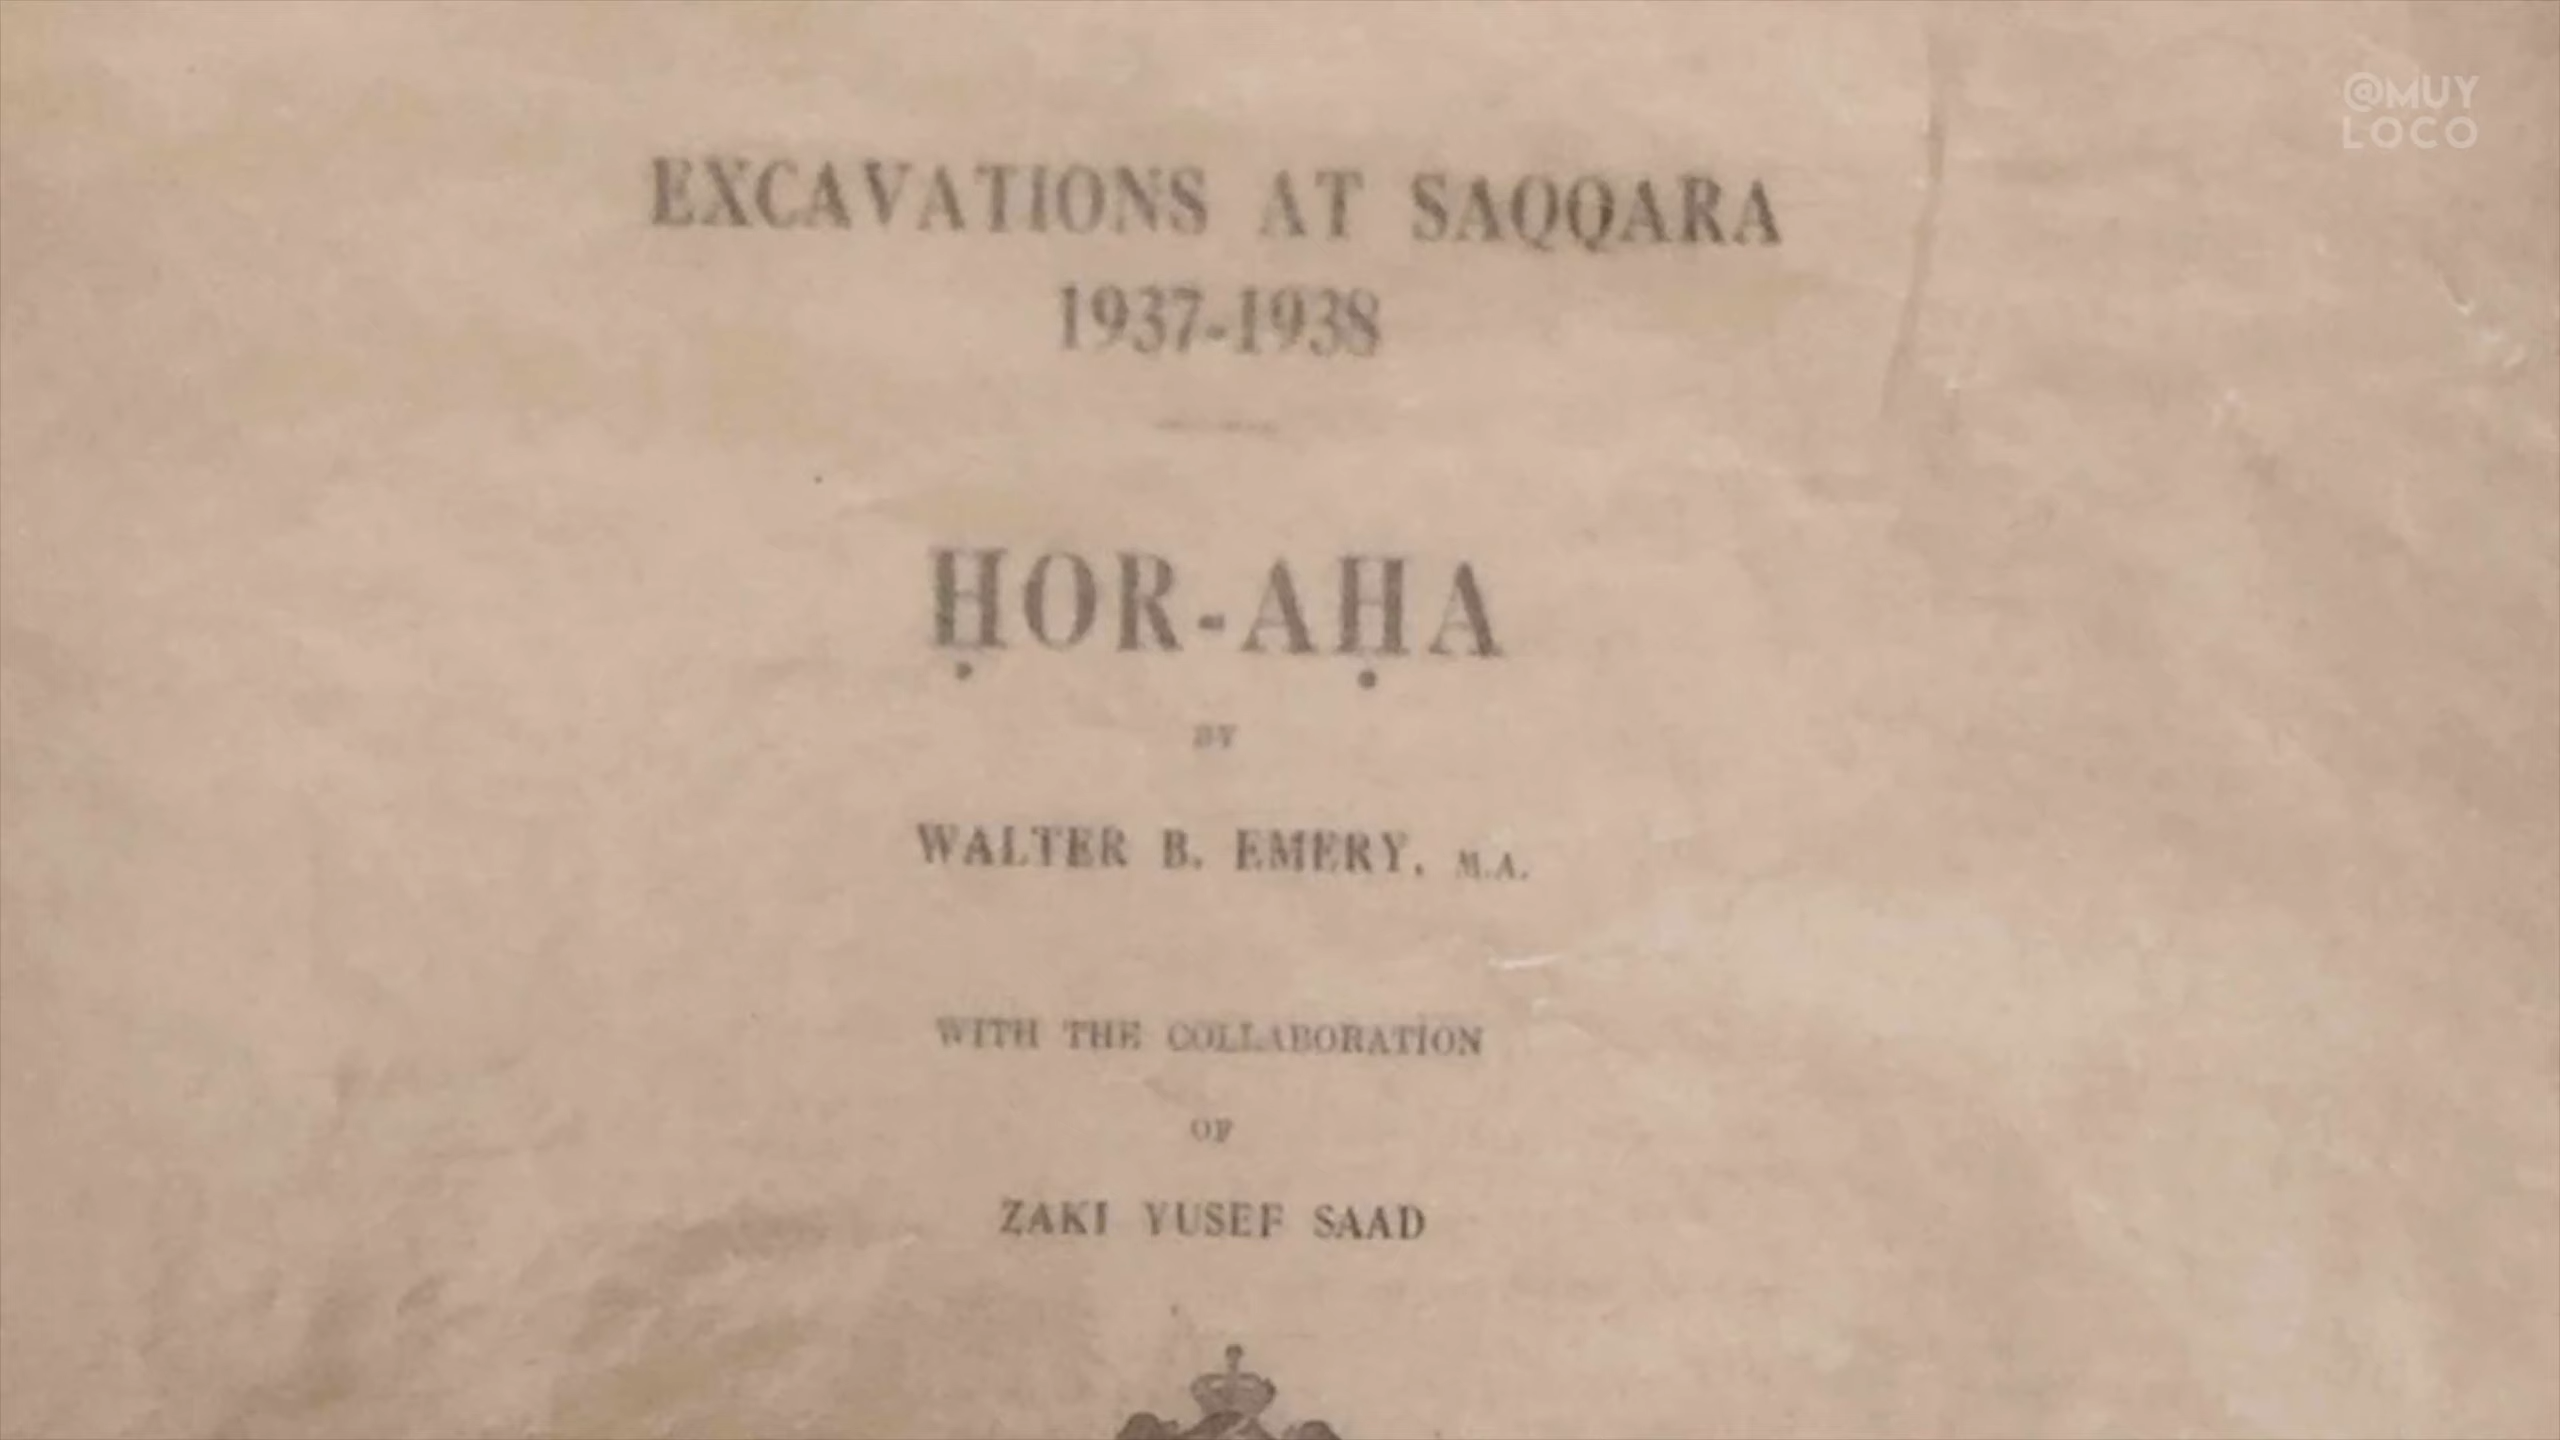 @MUY
LOCO
EXCAVATIONS AT SAQQARA
1937-1938
ḤOR-AḤA
BY
WALTER B. EMERY, M.A.
WITH THE COLLABORATION
OF
ZAKI YUSEF SAAD